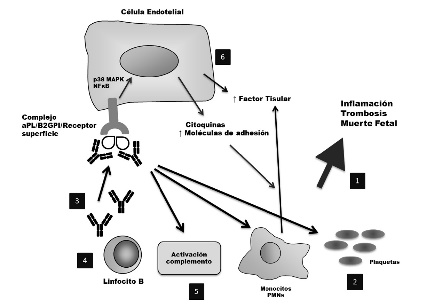 Célula Endotelial
6
p38 MAPK
NFκB
↑ Factor Tisular
Citoquinas
↑ Moléculas de adhesión
Complejo
aPL/B2GPI/Receptor
superficie
Inflamación
Trombosis
Muerte Fetal
1
3
4
Linfocito B
Activación
complemento
5
Monocitos
PMNs
Plaquetas
2